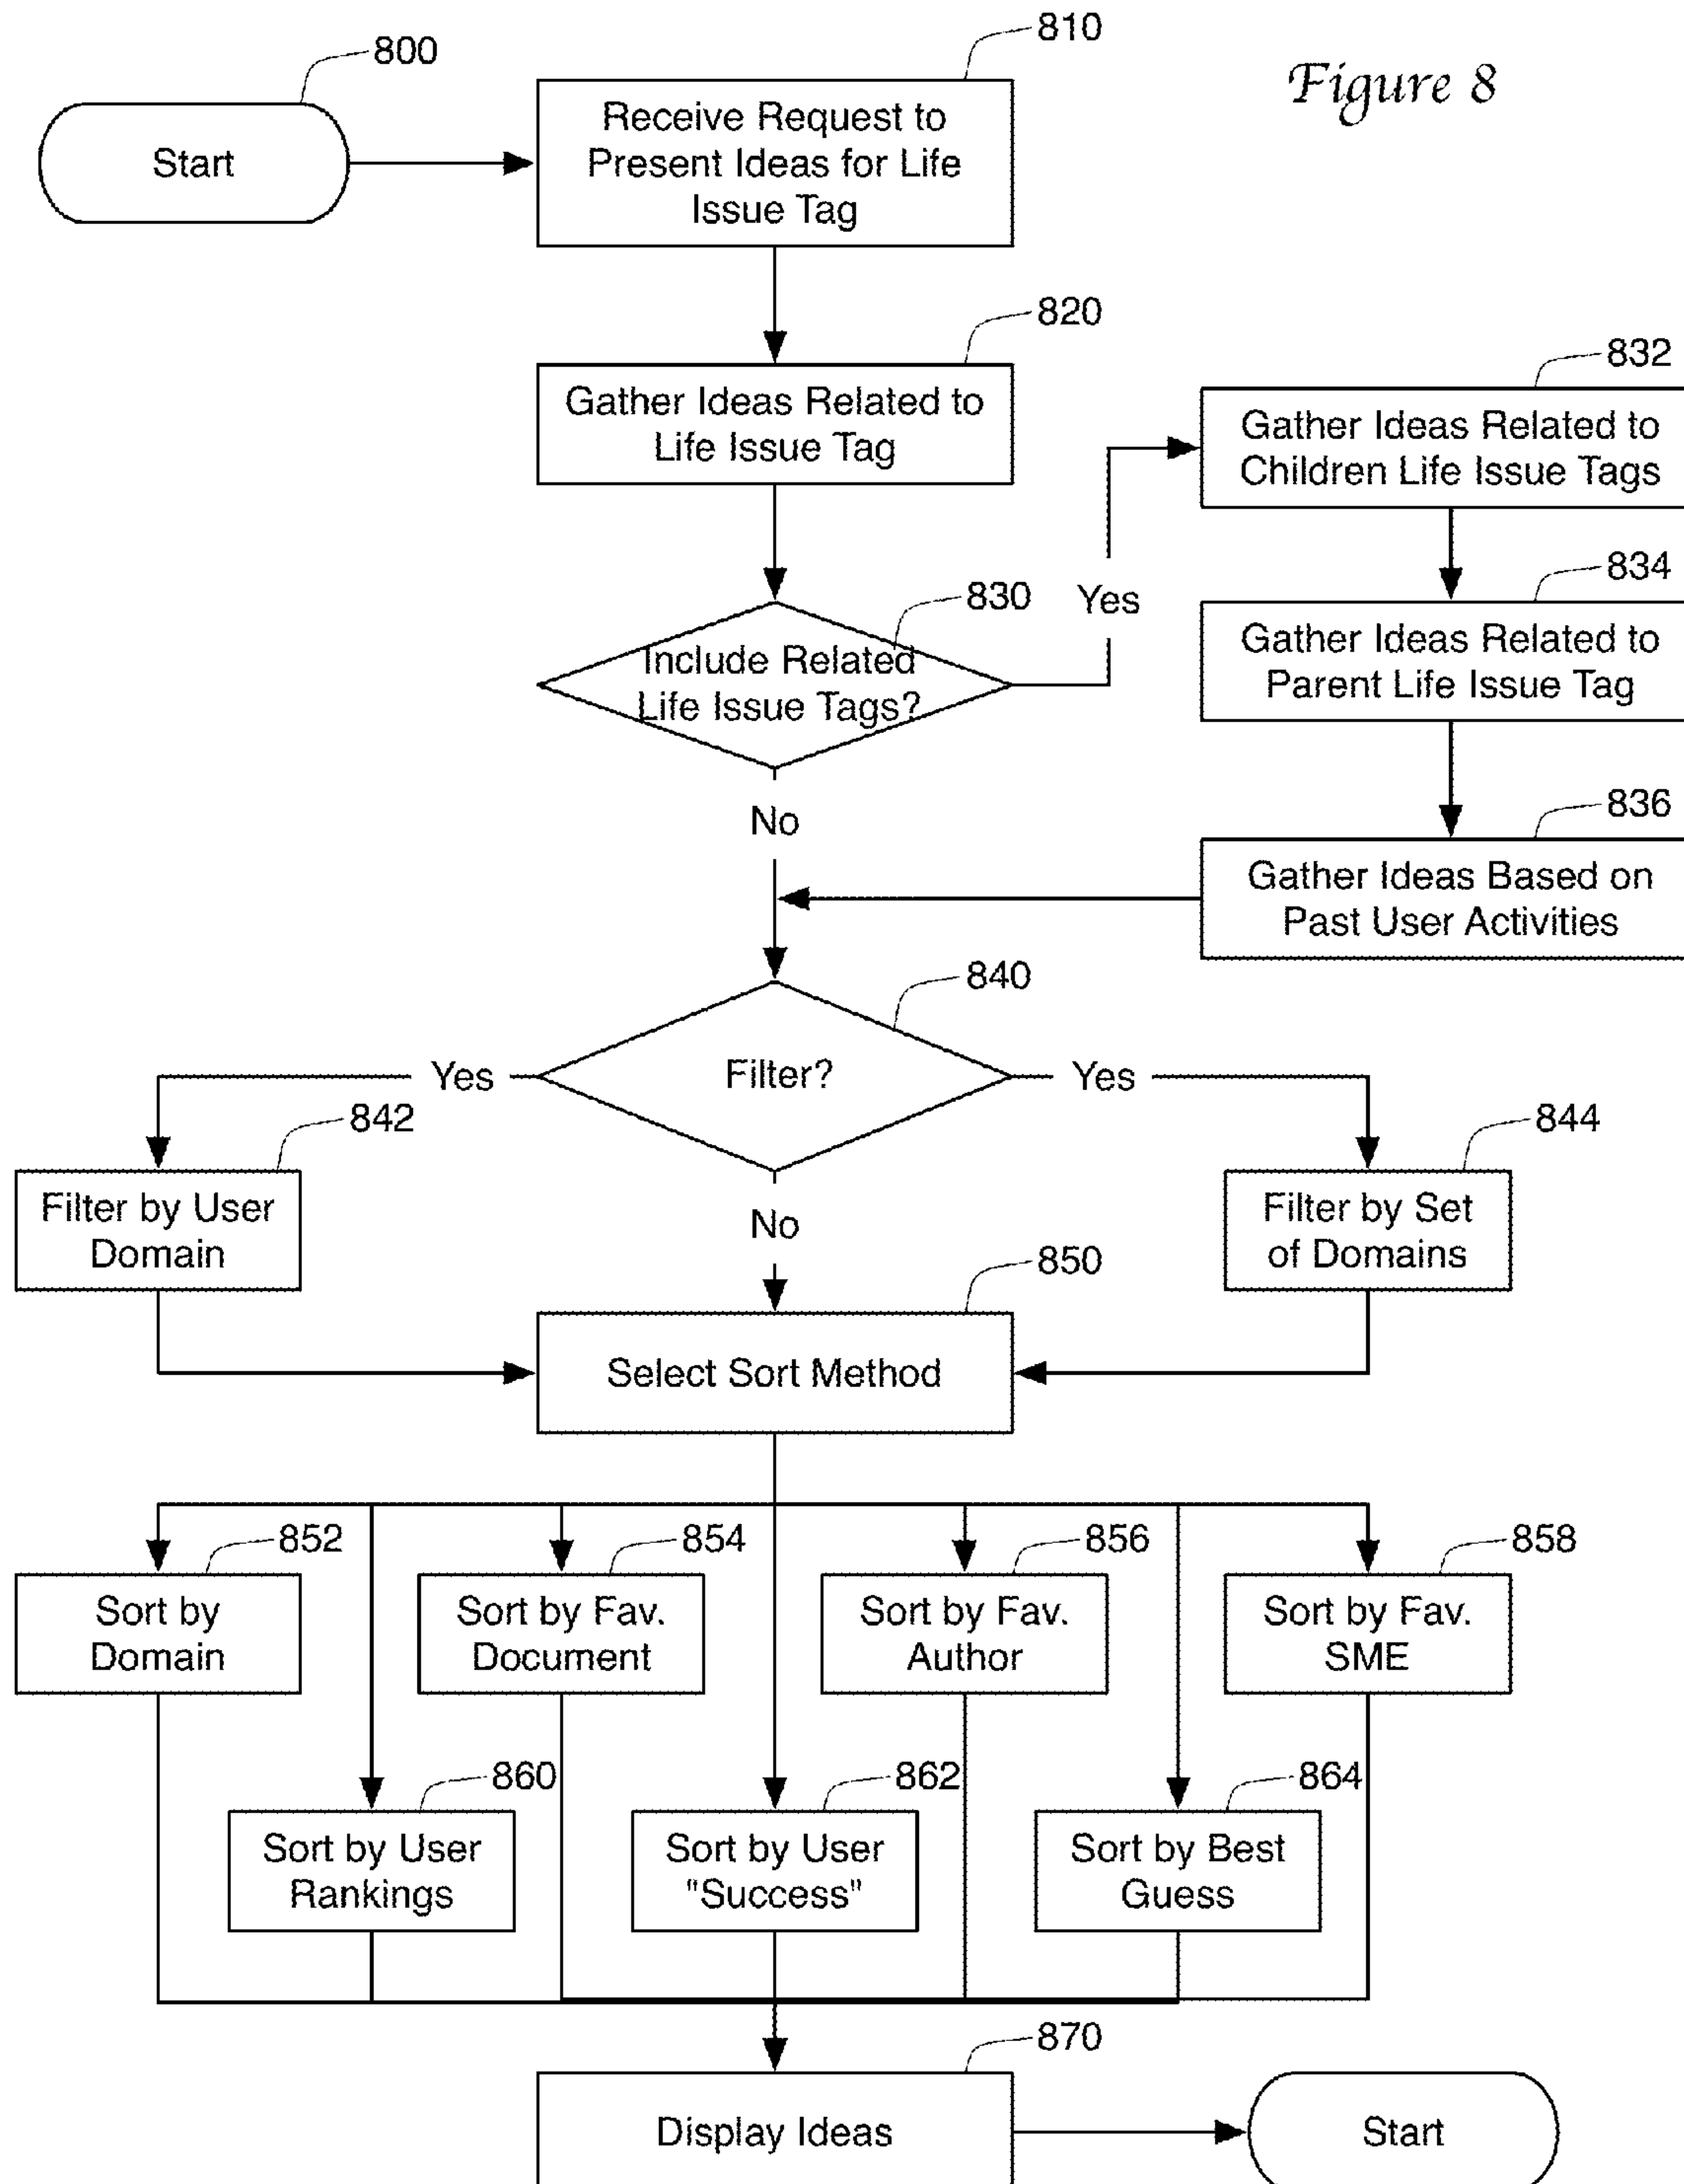 800
810
Figure 8
Start
Receive Request to
Present Ideas for Life
Issue Tag
820
Gather Ideas Related to
Life Issue Tag
832
Gather Ideas Related to
Children Life Issue Tags
830
Include Related
Life Issue Tags?
Yes
834
Gather Ideas Related to
Parent Life Issue Tag
No
836
Gather Ideas Based on
Past User Activities
840
Filter?
Yes
Yes
842
Filter by User
Domain
844
Filter by Set
of Domains
No
850
Select Sort Method
852
Sort by
Domain
854
Sort by Fav.
Document
856
Sort by Fav.
Author
858
Sort by Fav.
SME
860
Sort by User
Rankings
862
Sort by User
"Success"
864
Sort by Best
Guess
870
Display Ideas
Start